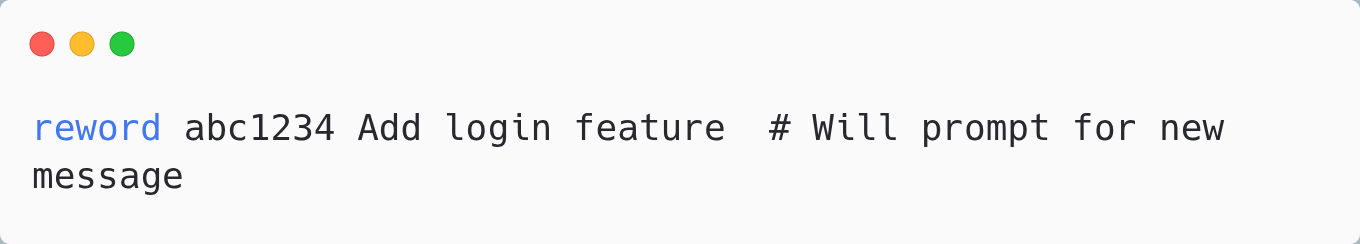 reword abc1234 Add login feature  # Will prompt for new
message